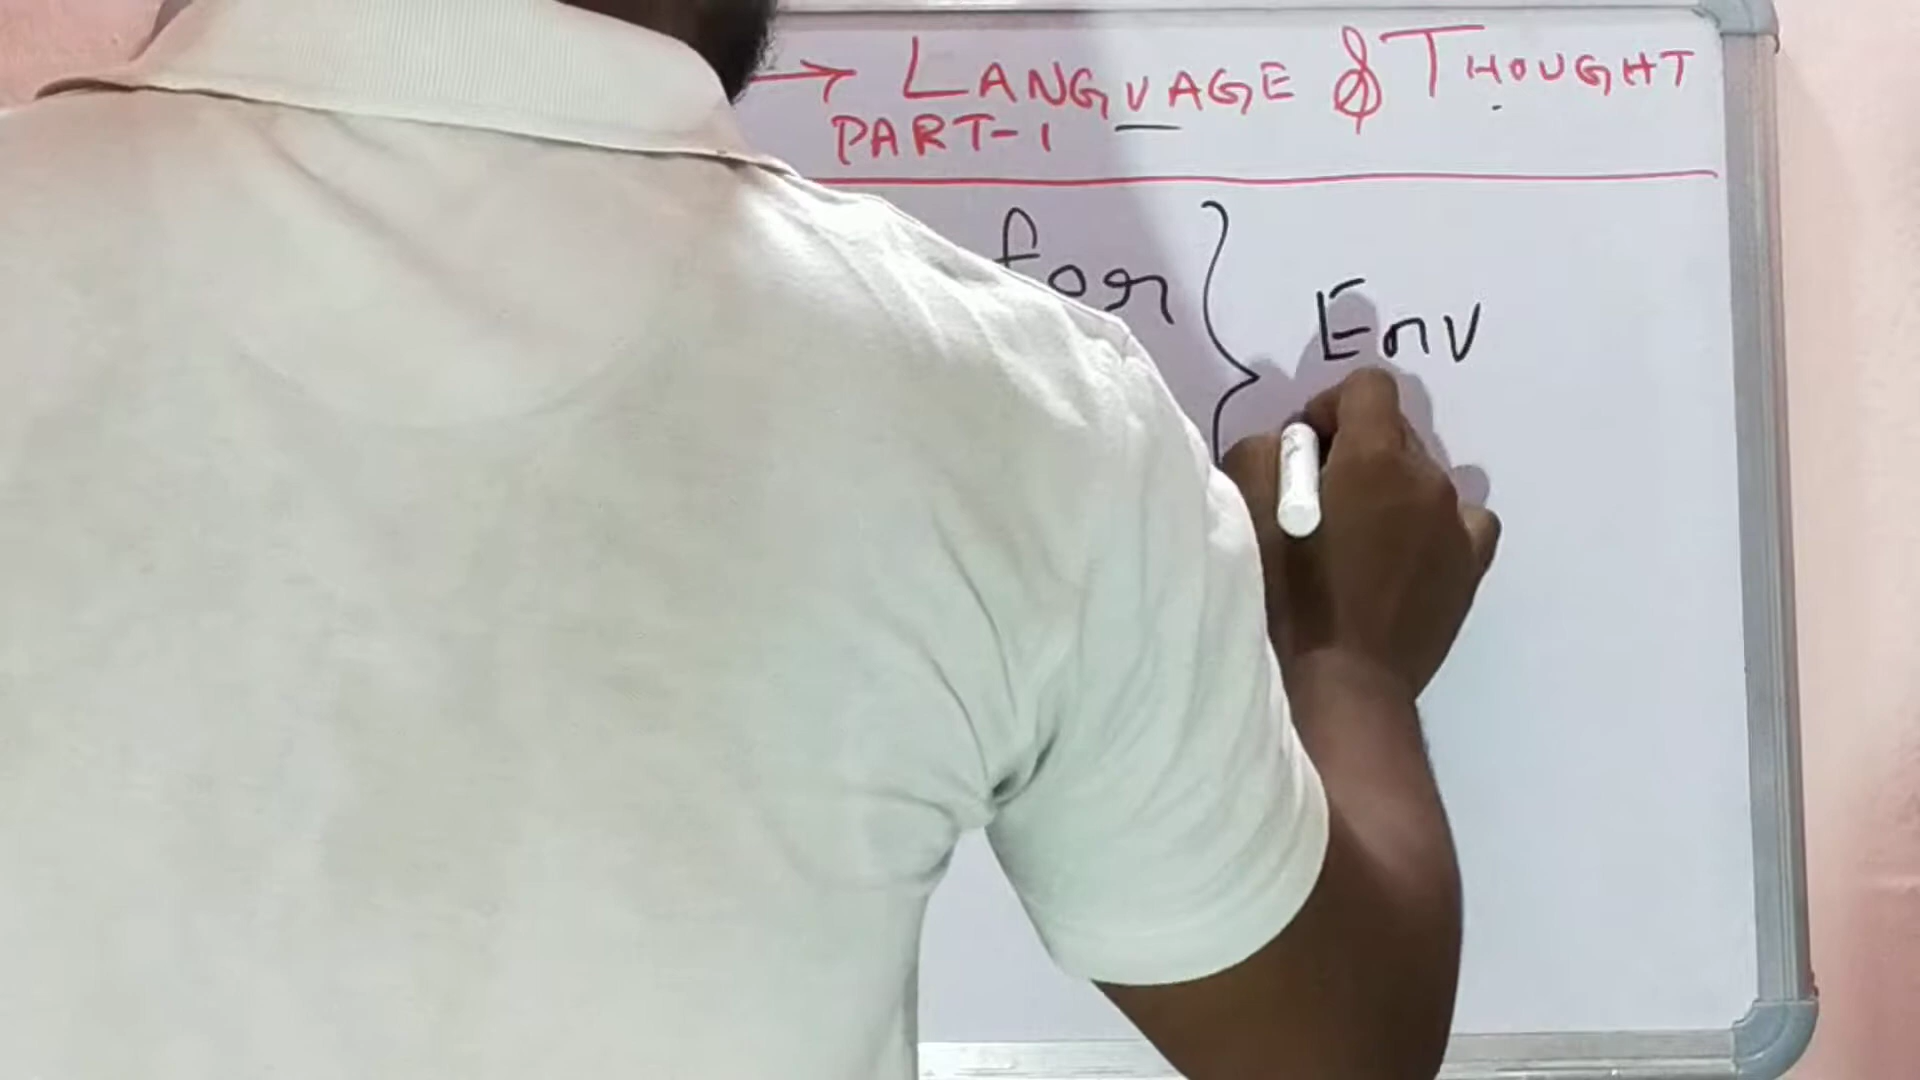 → LANGUAGE & THOUGHT
PART-1
for } Env